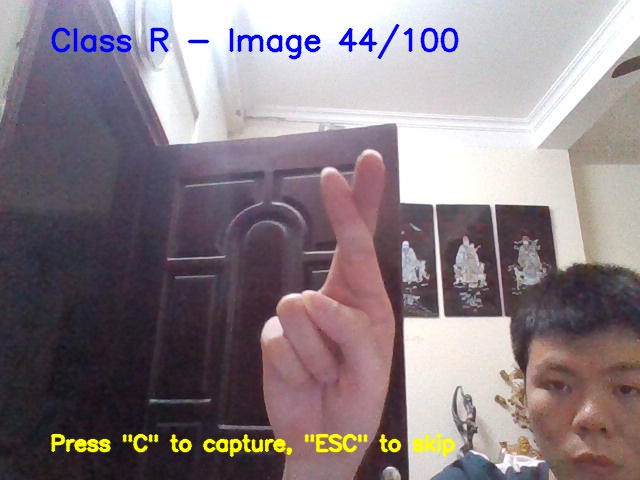 Class R - Image 44/100
Press "C" to capture, "ESC" to skip